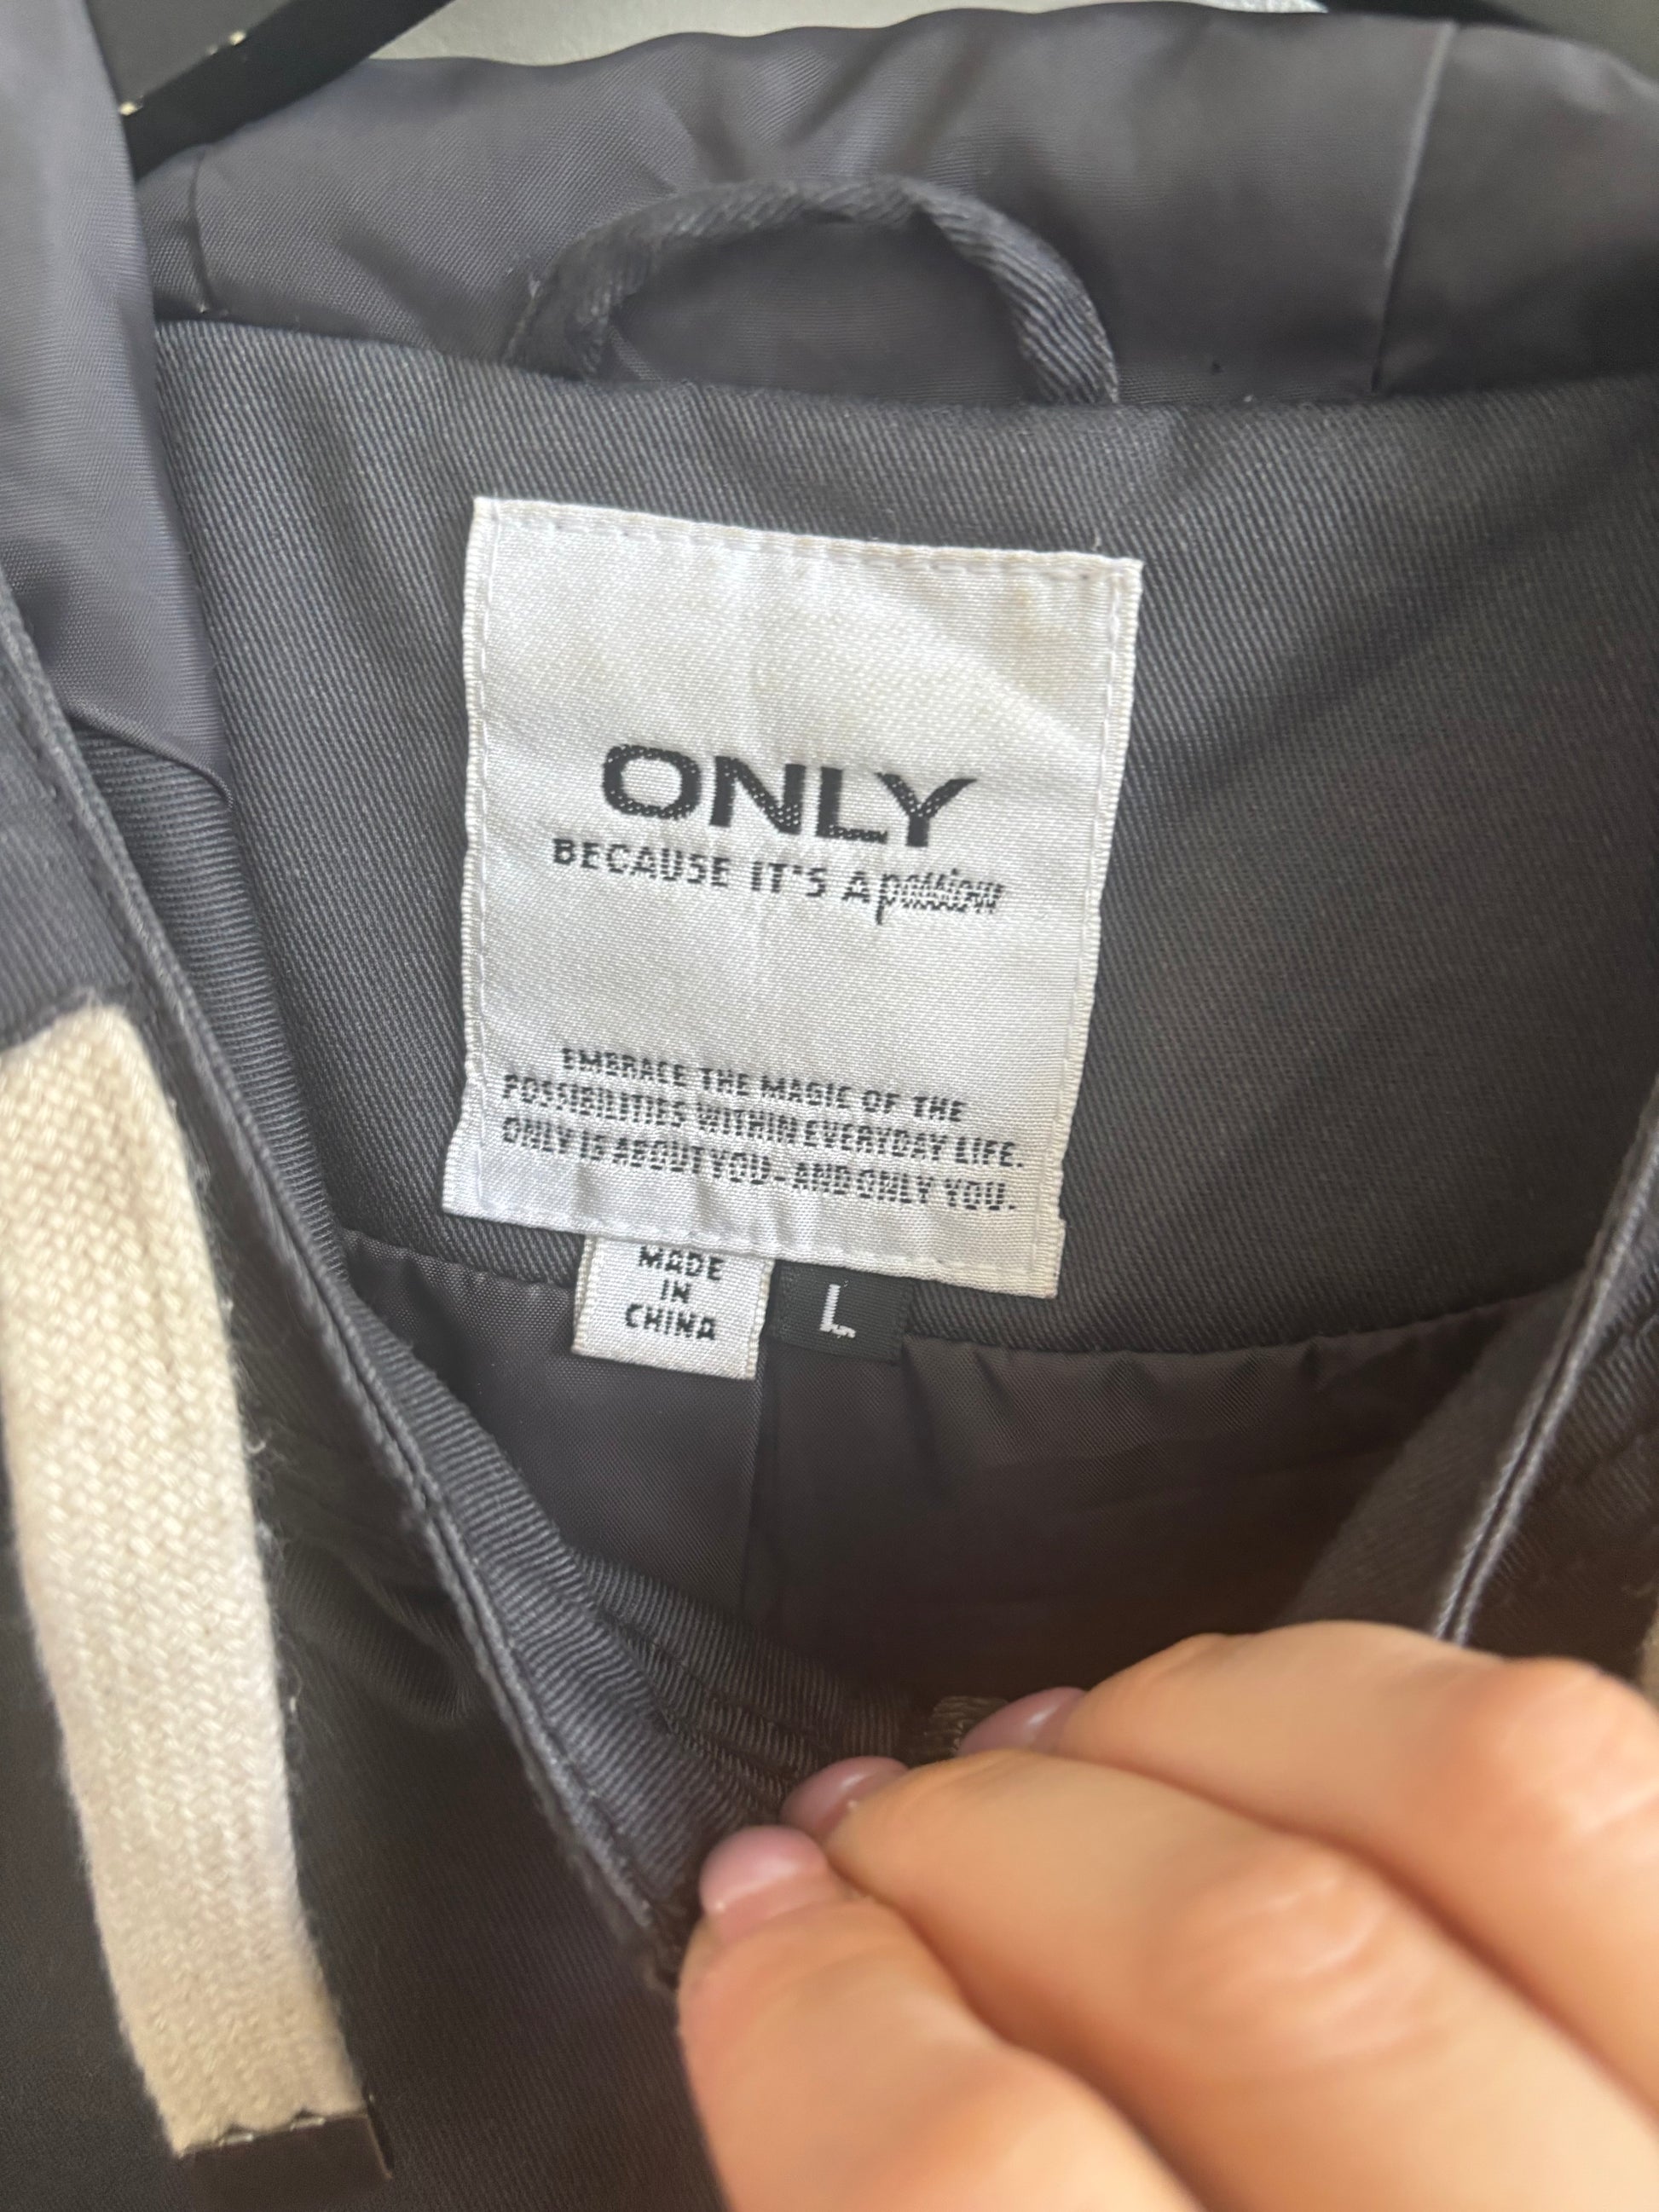 ONLY
BECAUSE IT'S A passion
EMBRACE THE MAGIC OF THE
POSSIBILITIES WITHIN EVERYDAY LIFE.
ONLY IS ABOUT YOU - AND ONLY YOU.
MADE
IN
CHINA
L